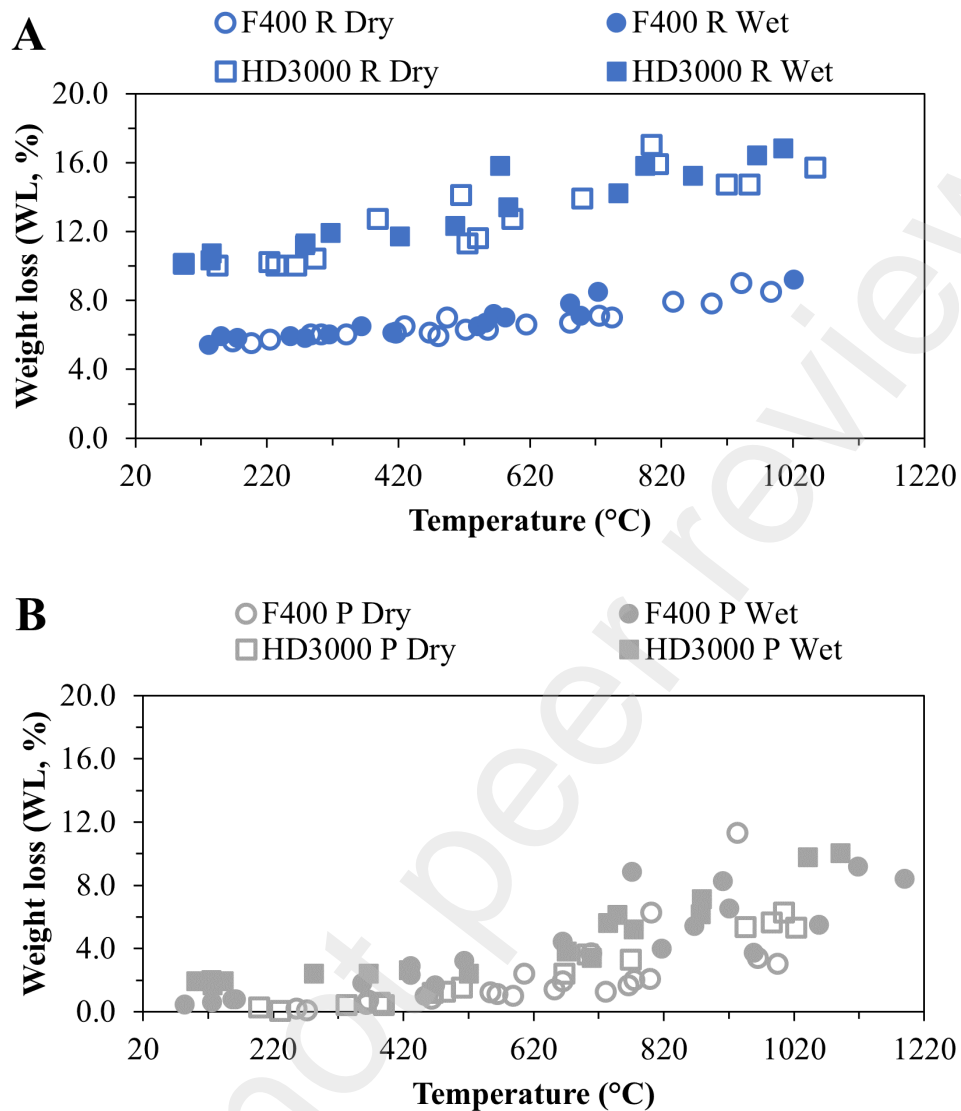 A
F400 R Dry F400 R Wet
HD3000 R Dry HD3000 R Wet
Weight loss (WL, %)
20.0
16.0
12.0
8.0
4.0
0.0
20 220 420 620 820 1020 1220
Temperature (°C)
B
F400 P Dry F400 P Wet
HD3000 P Dry HD3000 P Wet
Weight loss (WL, %)
20.0
16.0
12.0
8.0
4.0
0.0
20 220 420 620 820 1020 1220
Temperature (°C)
not peer review